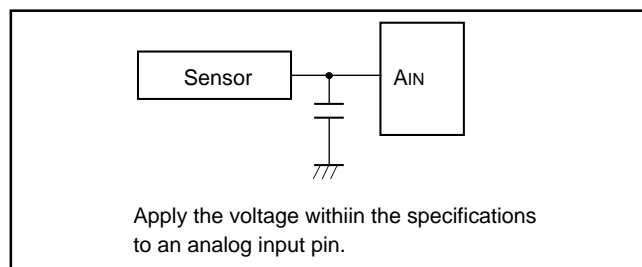 Sensor
AIN
Apply the voltage withiin the specifications
to an analog input pin.